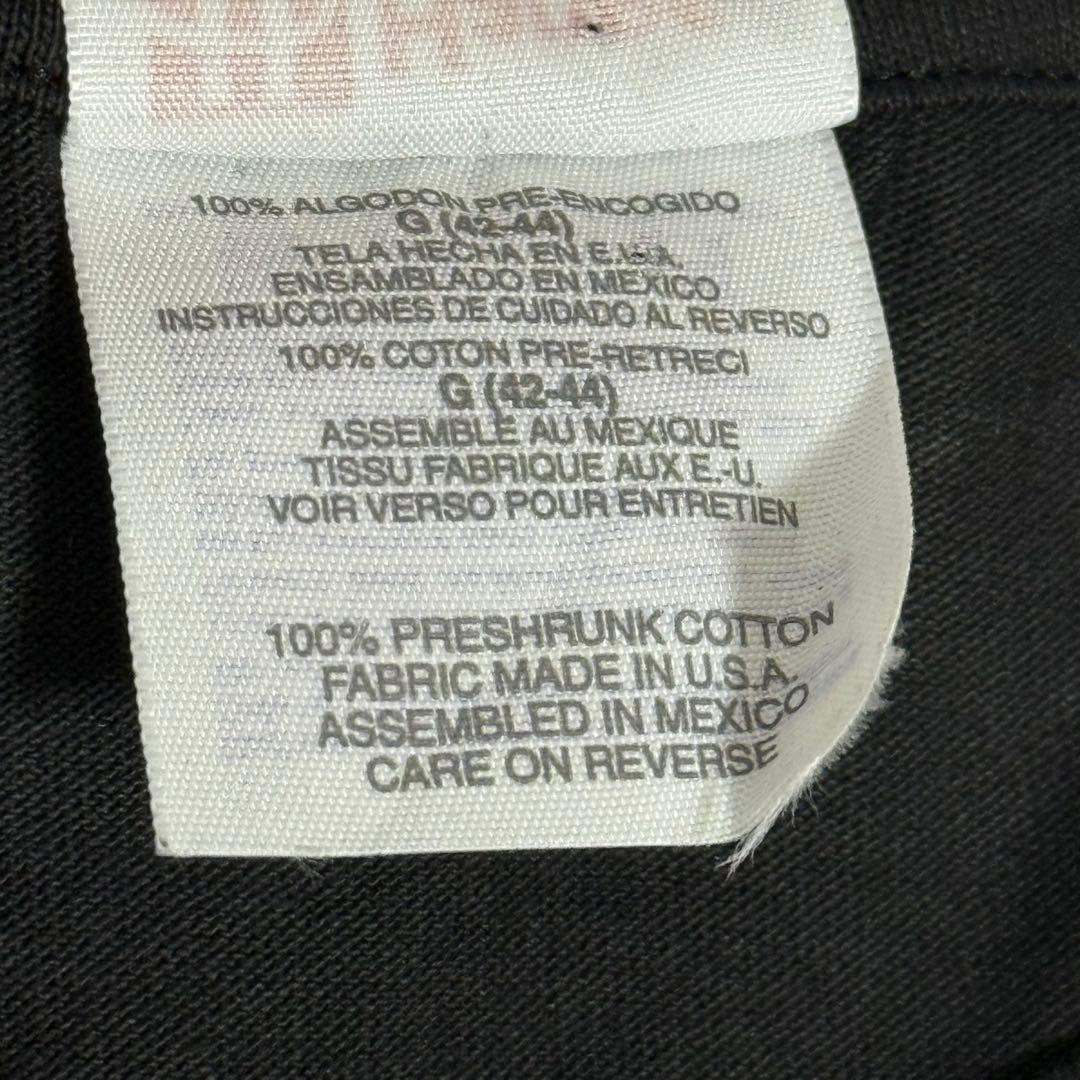 100% ALGODON PRE-ENCOGIDO
G (42-44)
TELA HECHA EN E.U.A.
ENSAMBLADO EN MEXICO
INSTRUCCIONES DE CUIDADO AL REVERSO
100% COTON PRE-RETRECI
G (42-44)
ASSEMBLE AU MEXIQUE
TISSU FABRIQUE AUX E.-U.
VOIR VERSO POUR ENTRETIEN
100% PRESHRUNK COTTON
FABRIC MADE IN U.S.A.
ASSEMBLED IN MEXICO
CARE ON REVERSE